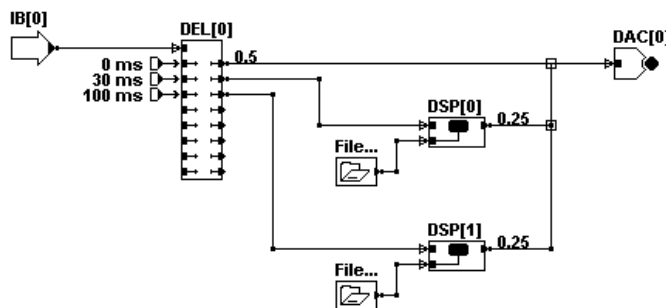 IB[0]
DEL[0]
DAC[0]
0 ms
0.5
30 ms
100 ms
DSP[0]
0.25
File...
DSP[1]
0.25
File...